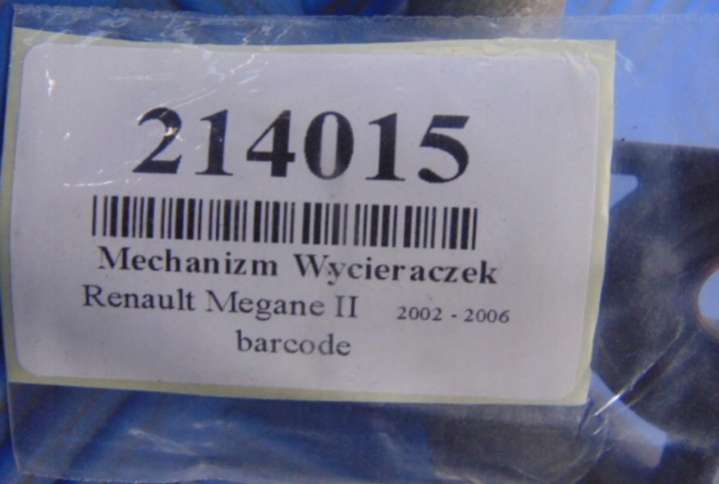 214015
Mechanizm Wycieraczek
Renault Megane II 2002 - 2006
barcode